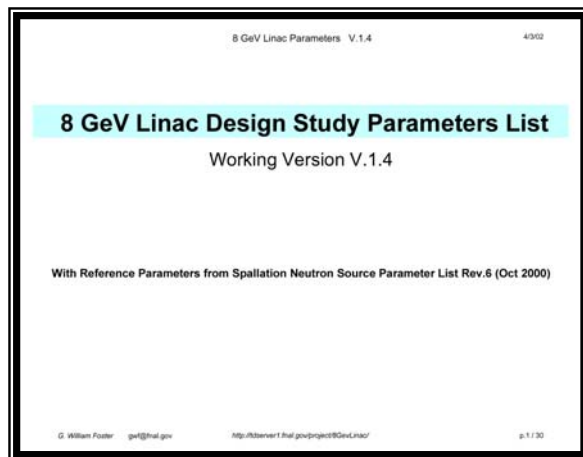 8 GeV Linac Parameters V.1.4 4/3/02
8 GeV Linac Design Study Parameters List
Working Version V.1.4
With Reference Parameters from Spallation Neutron Source Parameter List Rev.6 (Oct 2000)
G. William Foster gwf@fnal.gov http://tdserver1.fnal.gov/project/8GevLinac/ p.1 / 30